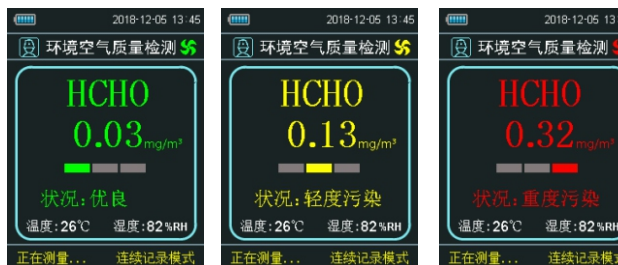 2018-12-05 13:45
环境空气质量检测
HCHO
0.03mg/m³
状况:优良
温度:26℃ 湿度:82%RH
正在测量... 连续记录模式
2018-12-05 13:45
环境空气质量检测
HCHO
0.13mg/m³
状况:轻度污染
温度:26℃ 湿度:82%RH
正在测量... 连续记录模式
2018-12-05 13
环境空气质量检测
HCHO
0.32mg/m³
状况:重度污染
温度:26℃ 湿度:82%RH
正在测量... 连续记录模式